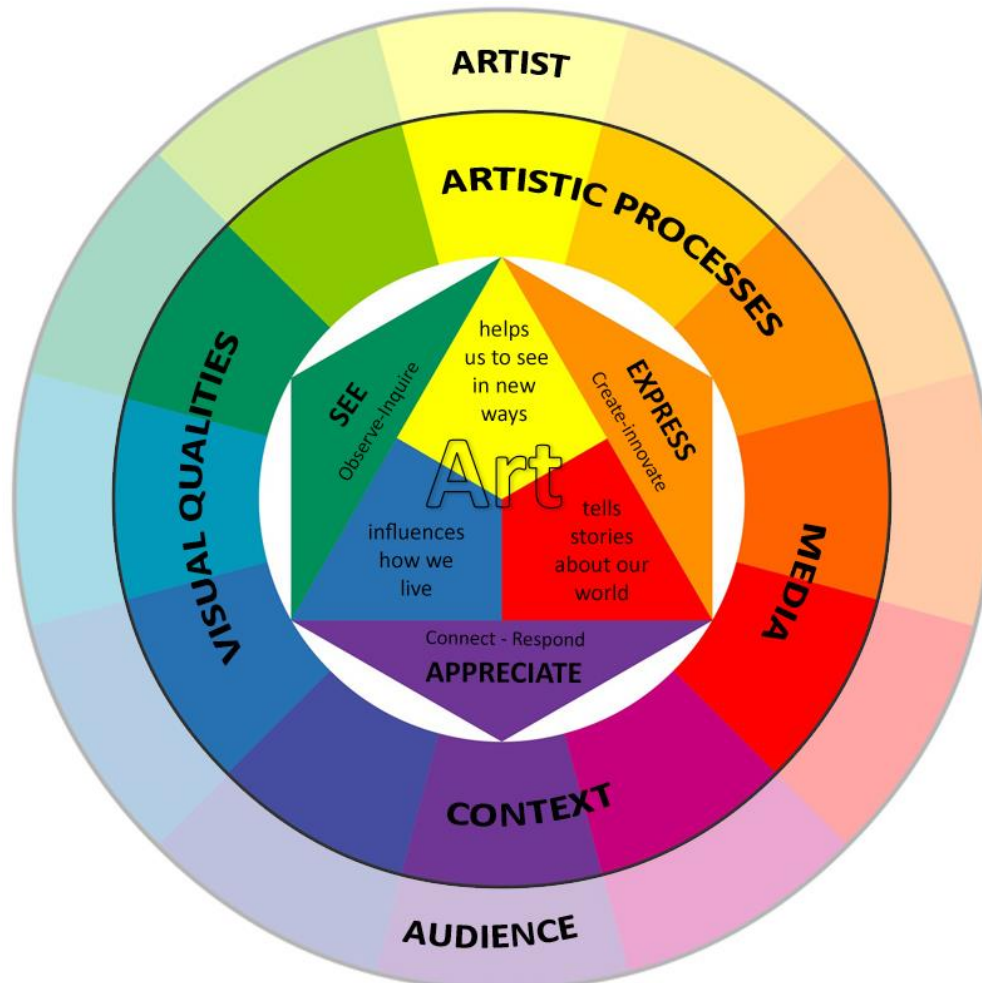 ARTIST
ARTISTIC PROCESSES
helps
us to see
in new
ways
SEE
Observe-Inquire
EXPRESS
Create-innovate
VISUAL QUALITIES
Art
influences
how we
live
tells
stories
about our
world
MEDIA
Connect - Respond
APPRECIATE
CONTEXT
AUDIENCE